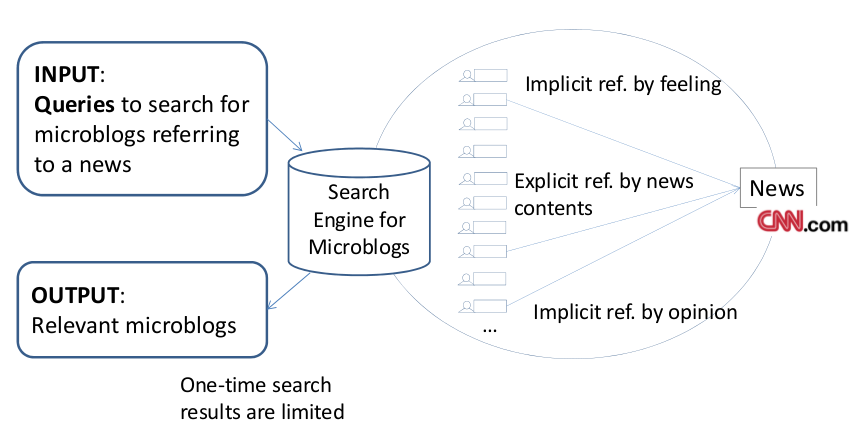 INPUT:
Queries to search for
microblogs referring
to a news
Search
Engine for
Microblogs
OUTPUT:
Relevant microblogs
One-time search
results are limited
Implicit ref. by feeling
Explicit ref. by news
contents
Implicit ref. by opinion
...
News
CNN.com